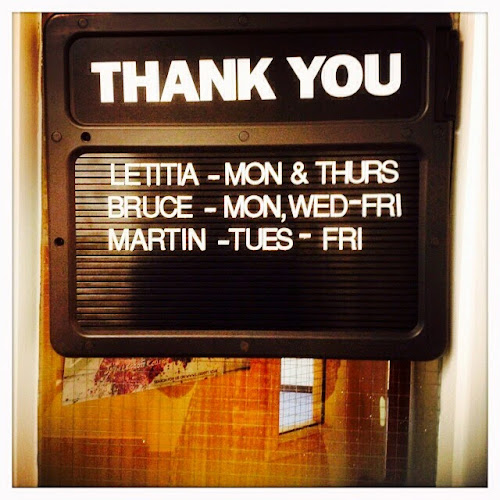 THANK YOU
LETITIA - MON & THURS
BRUCE - MON, WED-FRI
MARTIN -TUES - FRI